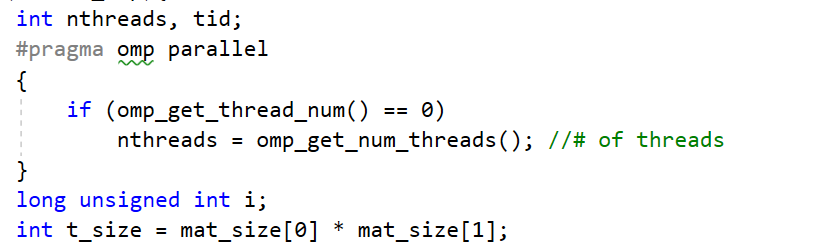 int nthreads, tid;
#pragma omp parallel
{
if (omp_get_thread_num() == 0)
nthreads = omp_get_num_threads(); //# of threads
}
long unsigned int i;
int t_size = mat_size[0] * mat_size[1];